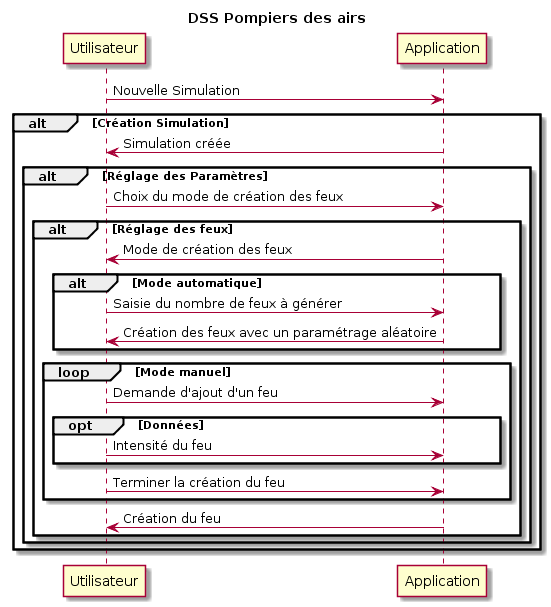 DSS Pompiers des airs
Utilisateur Application
Nouvelle Simulation
alt [Création Simulation]
Simulation créée
alt [Réglage des Paramètres]
Choix du mode de création des feux
alt [Réglage des feux]
Mode de création des feux
alt [Mode automatique]
Saisie du nombre de feux à générer
Création des feux avec un paramétrage aléatoire
loop [Mode manuel]
Demande d'ajout d'un feu
opt [Données]
Intensité du feu
Terminer la création du feu
Création du feu
Utilisateur Application